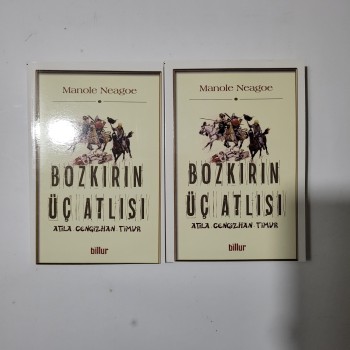 Manole Neagoe
BOZKIRIN
ÜÇ ATLISI
ATİLA CENGİZHAN TİMUR
billur
Manole Neagoe
BOZKIRIN
ÜÇ ATLISI
ATİLA CENGİZHAN TİMUR
billur